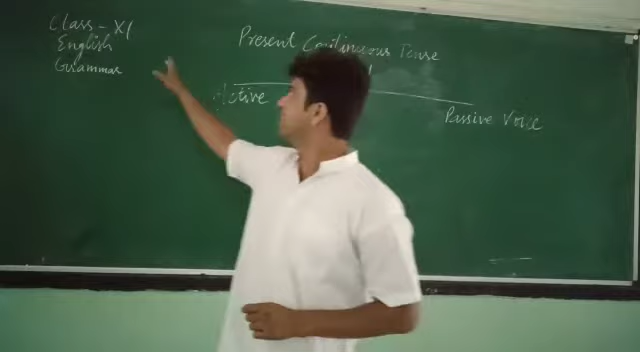 Class - XI
English
Grammar
Present Continuous Tense
Active
Passive Voice